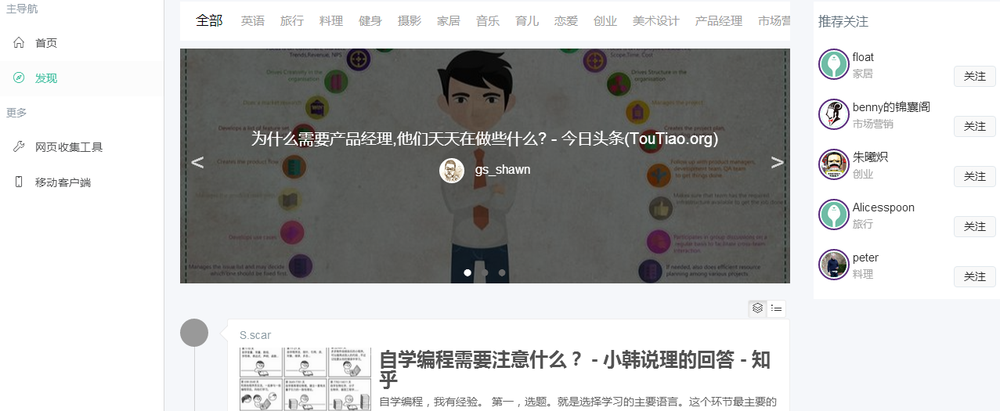 主导航
首页
发现
更多
网页收集工具
移动客户端
全部 英语 旅行 料理 健身 摄影 家居 音乐 育儿 恋爱 创业 美术设计 产品经理 市场营
Trends,Revenue, NPS
Drives Creativity in the
organisation
Does a market research
Develops a list of feature set
Creates the product flow
Develops use cases
Manages the issue list and may decide
which one should be fixed first.
Scope,Time, Cost
Drives Structure in the
organisation
Manages the project
Creates the project plan,
Follow up with product managers,
development team, QA team
to get things done.
Make sure that team has the required
infrastructure available to get the job done
Participates in group discussions on a
regular basis to facilitate cross-team
interaction.
If needed, also does efficient resource
planning among various projects.
为什么需要产品经理,他们天天在做些什么? - 今日头条(TouTiao.org)
gs_shawn
<
>
S.scar
自学编程需要注意什么？ - 小韩说理的回答 - 知
乎
自学编程，我有经验。 第一，选题。就是选择学习的主要语言。这个环节最主要的
推荐关注
float
家居
关注
benny的锦囊阁
市场营销
关注
朱曦炽
创业
关注
Alicesspoon
旅行
关注
peter
料理
关注